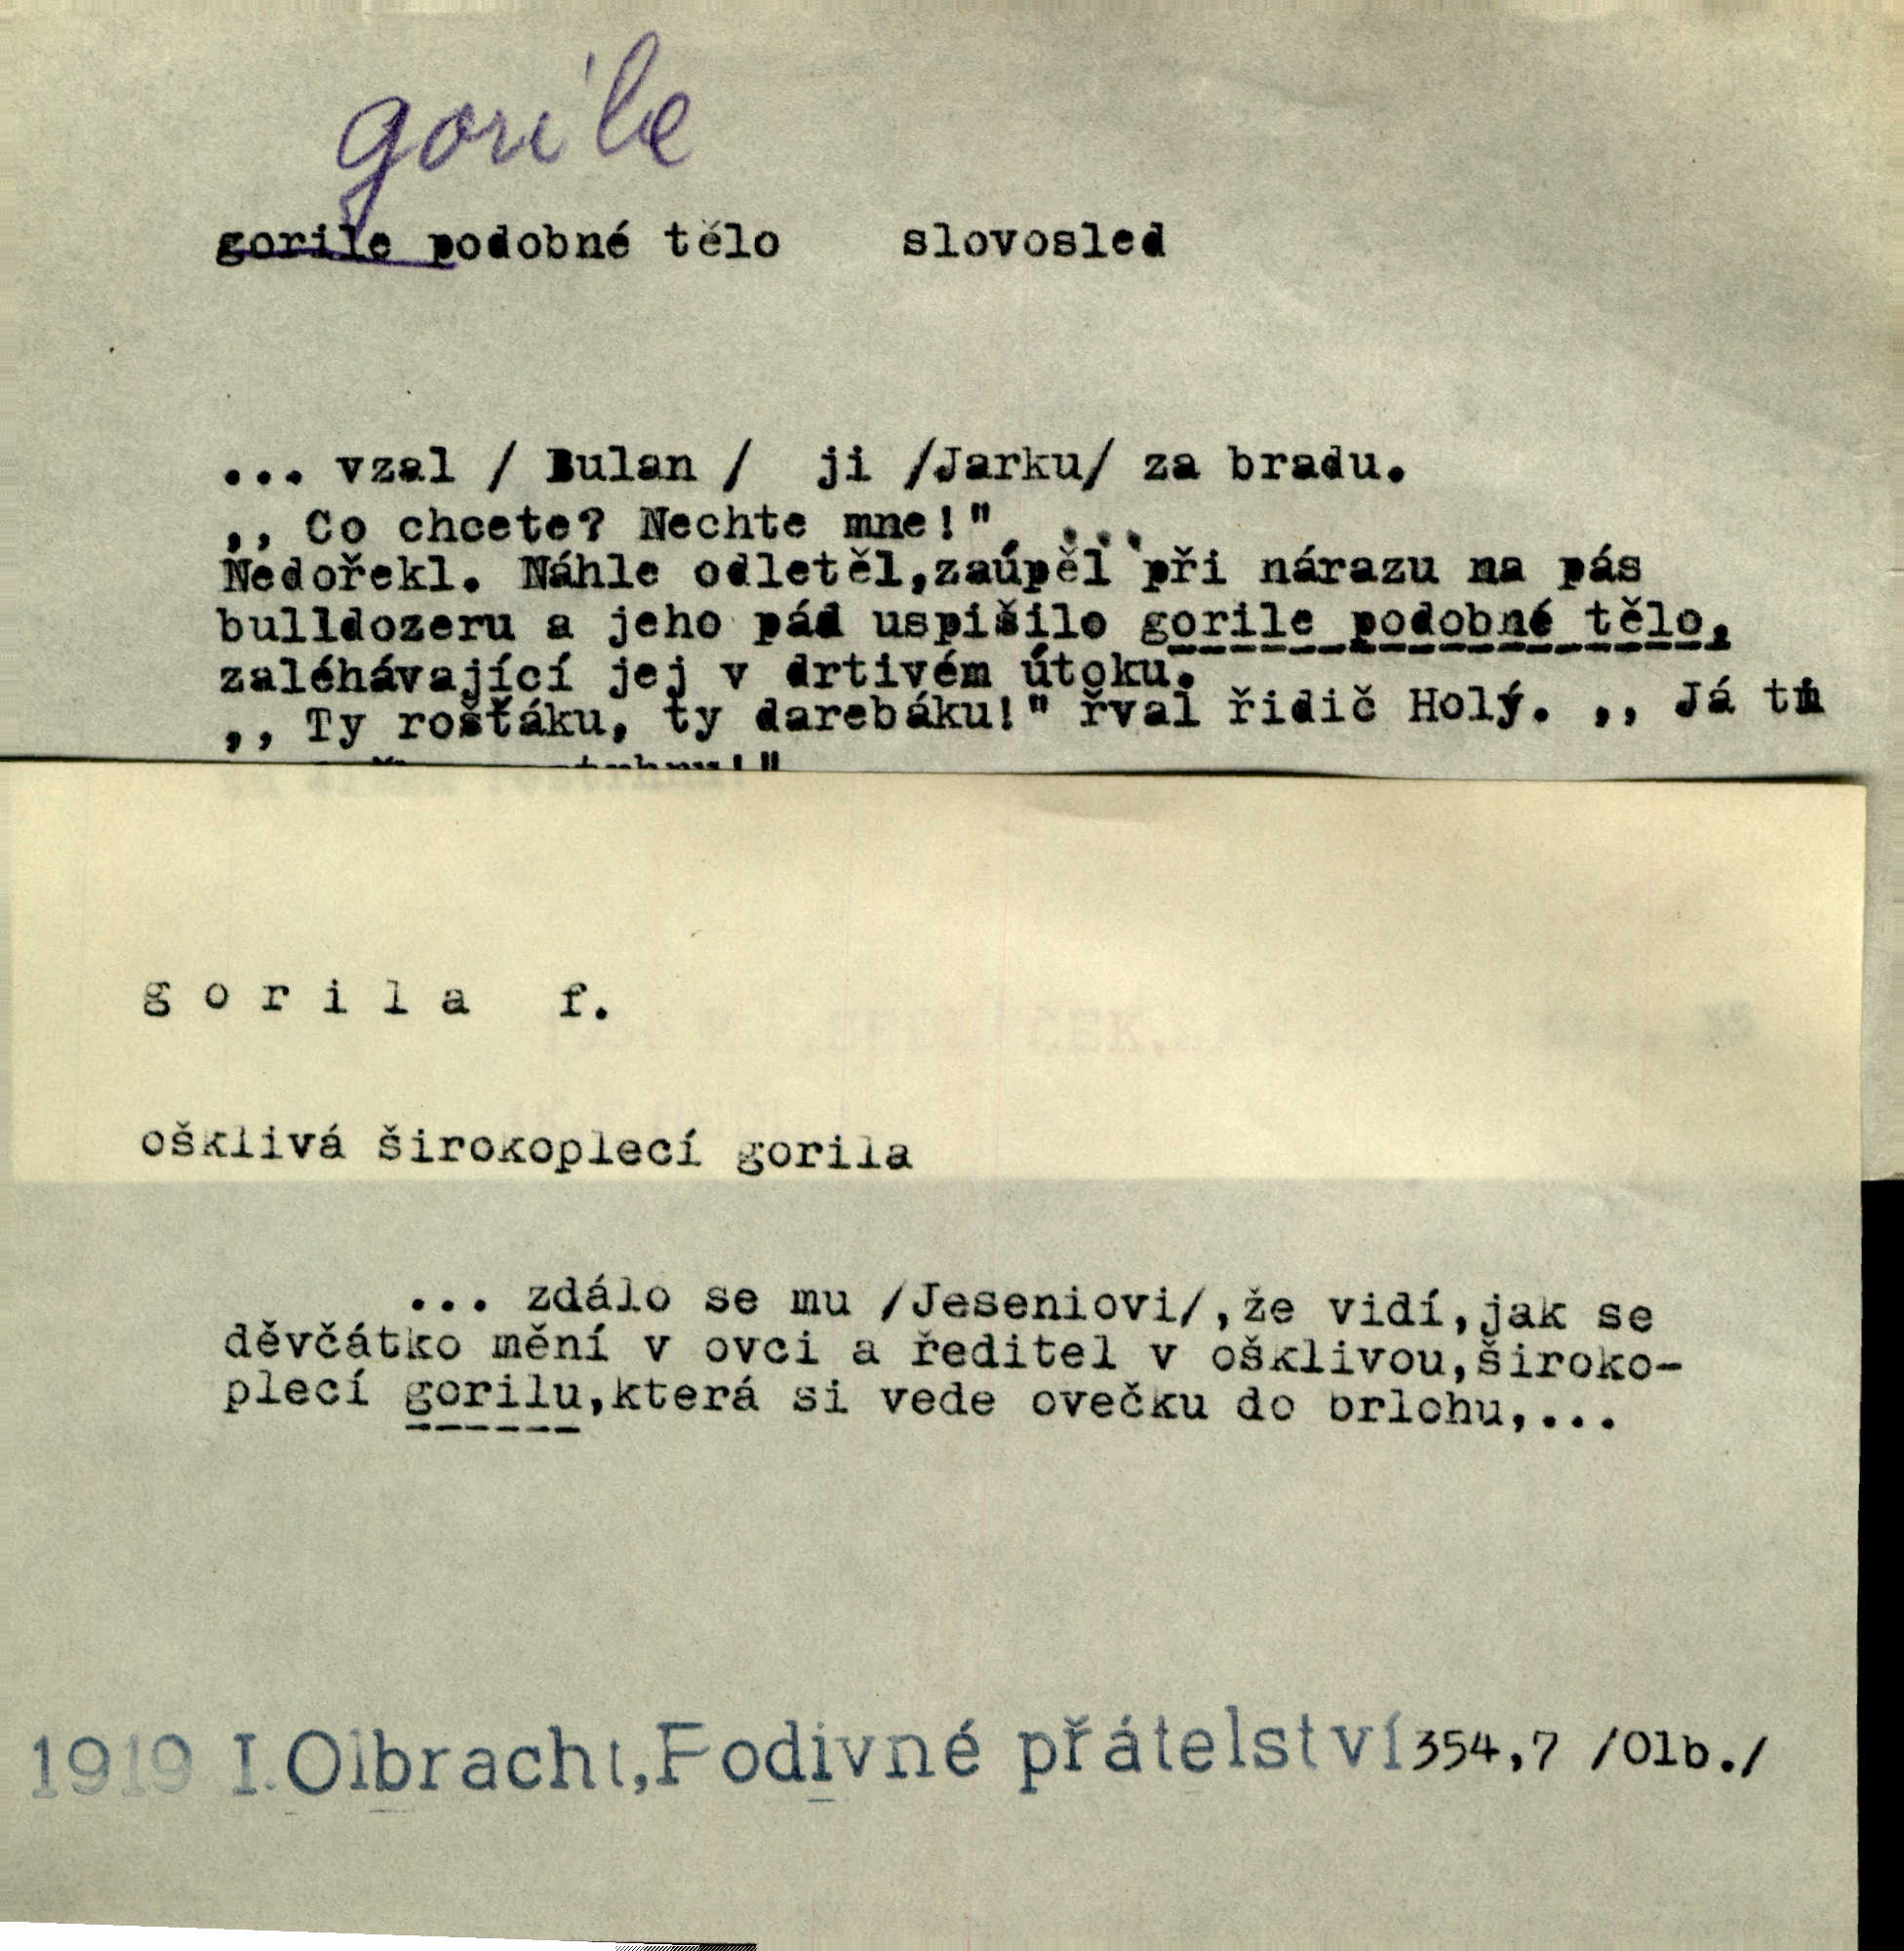 gorile
gorile podobné tělo slovosled
... vzal / Bulan / ji /Jarku/ za bradu.
,, Co chcete? Nechte mne!" ...
Nedořekl. Náhle odletěl,zaúpěl při nárazu na pás
bulldozeru a jeho pád uspíšilo gorile podobné tělo,
zaléhávající jej v drtivém útoku.
,, Ty rošťáku, ty darebáku!" řval řidič Holý. ,, Já
g o r i l a f.
ošklivá širokoplecí gorila
... zdálo se mu /Jeseniovi/,že vidí,jak se
děvčátko mění v ovci a ředitel v ošklivou,široko-
plecí gorilu,která si vede ovečku do brlohu,...
1919 I.Olbracht,Podivné přátelství 354,7 /Olb./